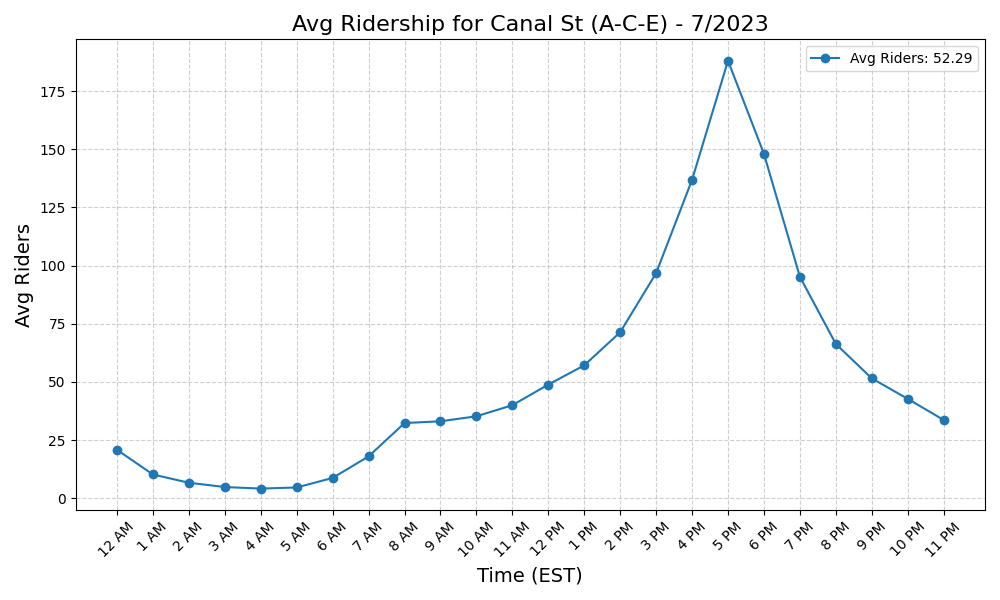 Avg Ridership for Canal St (A-C-E) - 7/2023
Avg Riders: 52.29
Avg Riders
175
150
125
100
75
50
25
0
12 AM
1 AM
2 AM
3 AM
4 AM
5 AM
6 AM
7 AM
8 AM
9 AM
10 AM
11 AM
12 PM
1 PM
2 PM
3 PM
4 PM
5 PM
6 PM
7 PM
8 PM
9 PM
10 PM
11 PM
Time (EST)